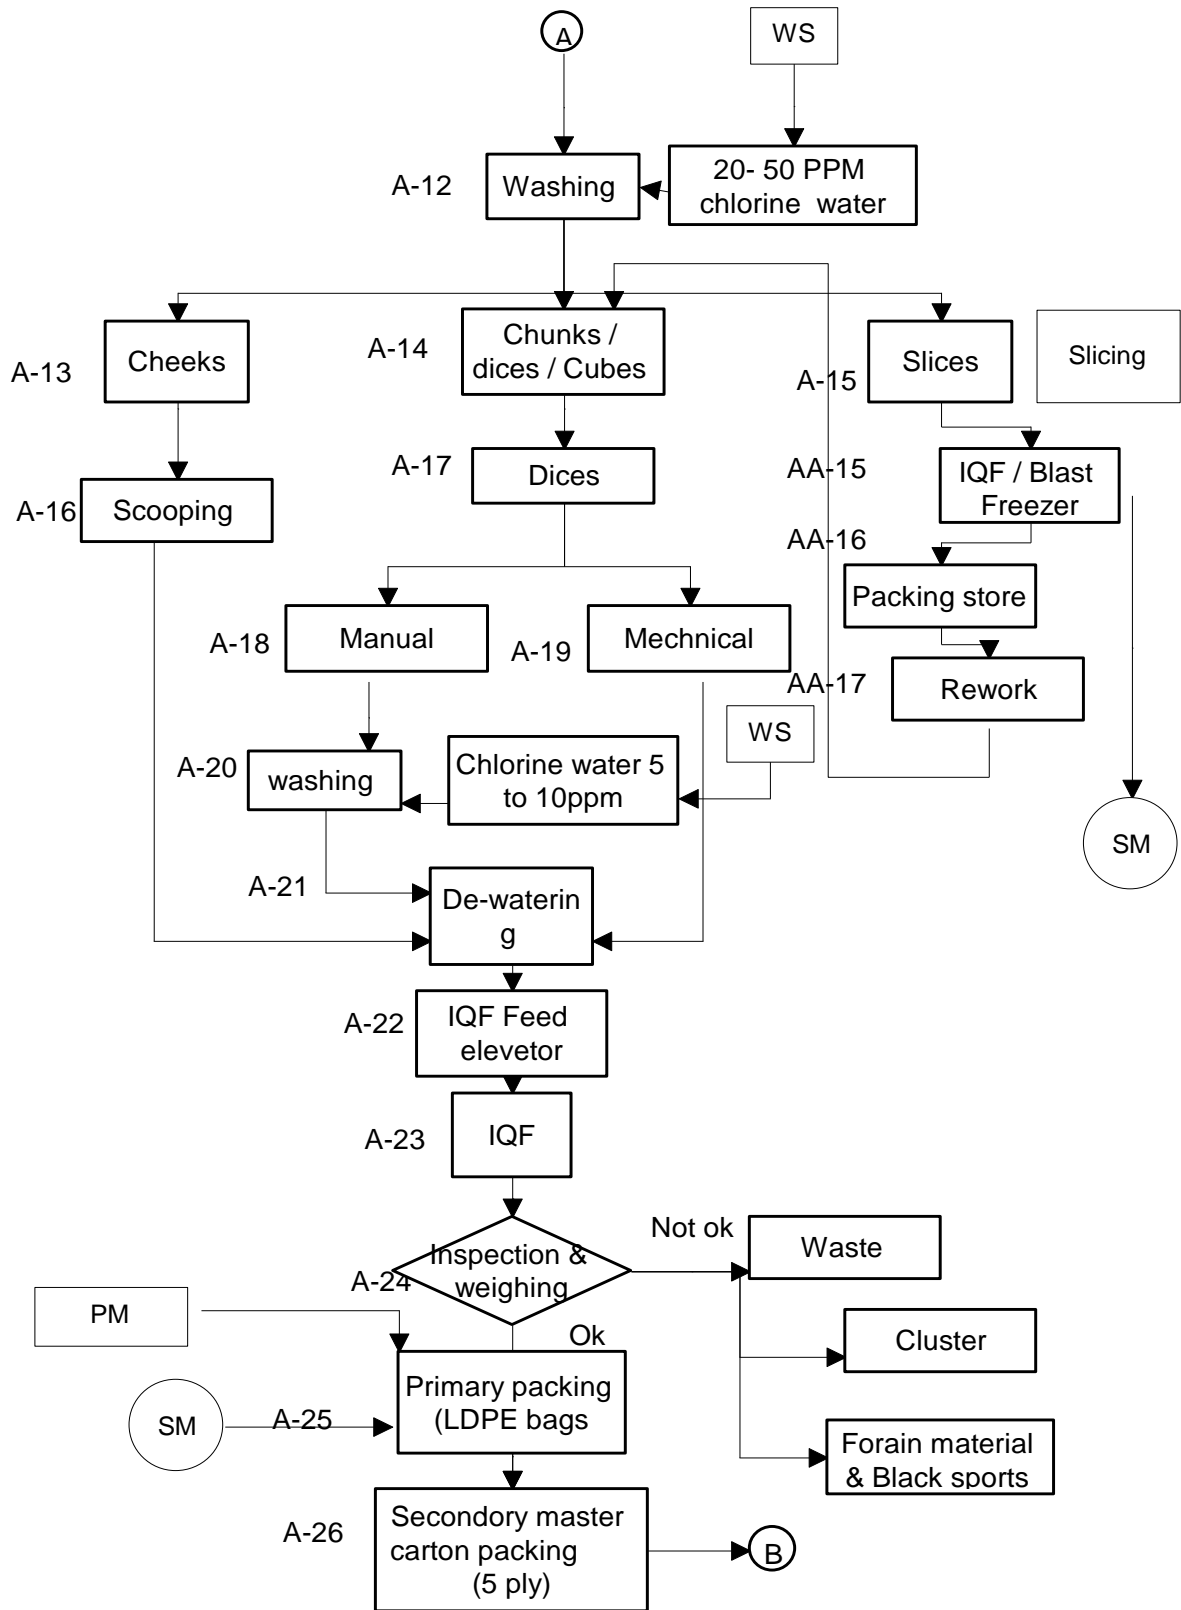 A
WS
A-12
Washing
20- 50 PPM
chlorine  water
A-13
Cheeks
A-14
Chunks /
dices / Cubes
A-15
Slices
Slicing
A-16
Scooping
A-17
Dices
AA-15
IQF / Blast
Freezer
AA-16
Packing store
A-18
Manual
A-19
Mechnical
AA-17
Rework
WS
A-20
washing
Chlorine water 5
to 10ppm
SM
A-21
De-waterin
g
A-22
IQF Feed
elevetor
A-23
IQF
A-24
Inspection &
weighing
Not ok
Waste
PM
Ok
Cluster
SM
A-25
Primary packing
(LDPE bags
Forain material
& Black sports
A-26
Secondory master
carton packing
(5 ply)
B